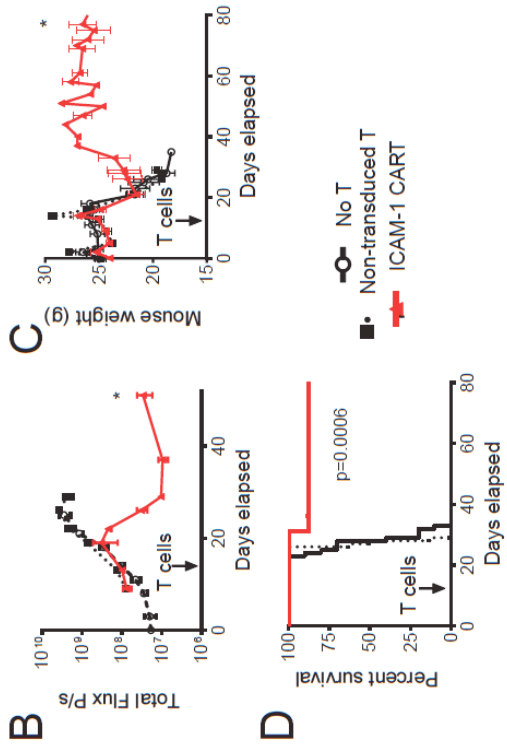 B
Total Flux P/s
10^10
10^9
10^8
10^7
10^6
T cells
*
0
20
40
Days elapsed
C
Mouse weight (g)
30
25
20
15
T cells
*
0
20
40
60
80
Days elapsed
D
Percent survival
100
75
50
25
0
T cells
p=0.0006
0
20
40
60
80
Days elapsed
No T
Non-transduced T
ICAM-1 CART